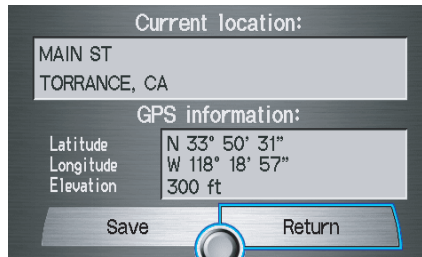 Current location:
MAIN ST
TORRANCE, CA
GPS information:
Latitude N 33° 50' 31"
Longitude W 118° 18' 57"
Elevation 300 ft
Save Return